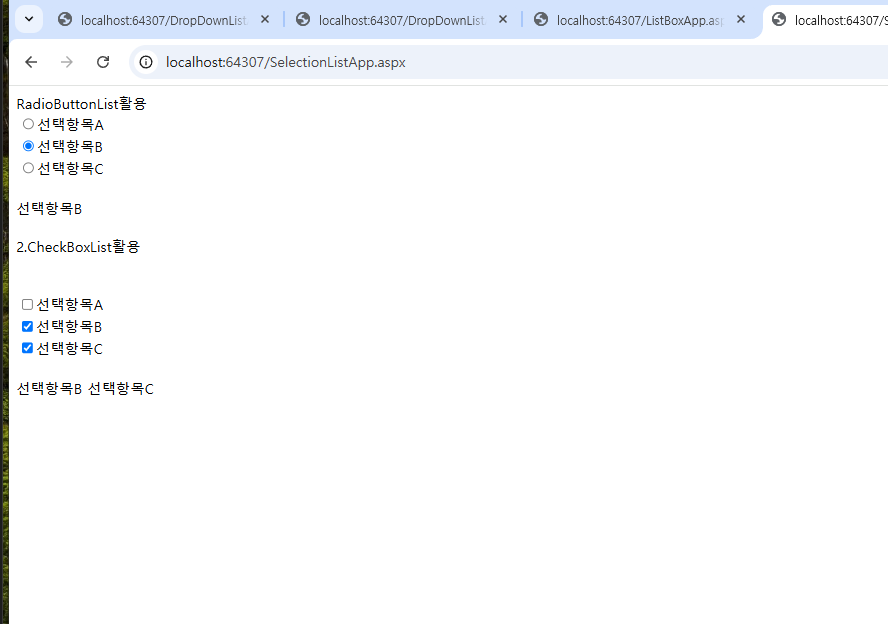 localhost:64307/DropDownList
localhost:64307/DropDownList
localhost:64307/ListBoxApp.asp
localhost:64307/S
localhost:64307/SelectionListApp.aspx
RadioButtonList활용
선택항목A
선택항목B
선택항목C
선택항목B
2.CheckBoxList활용
선택항목A
선택항목B
선택항목C
선택항목B 선택항목C